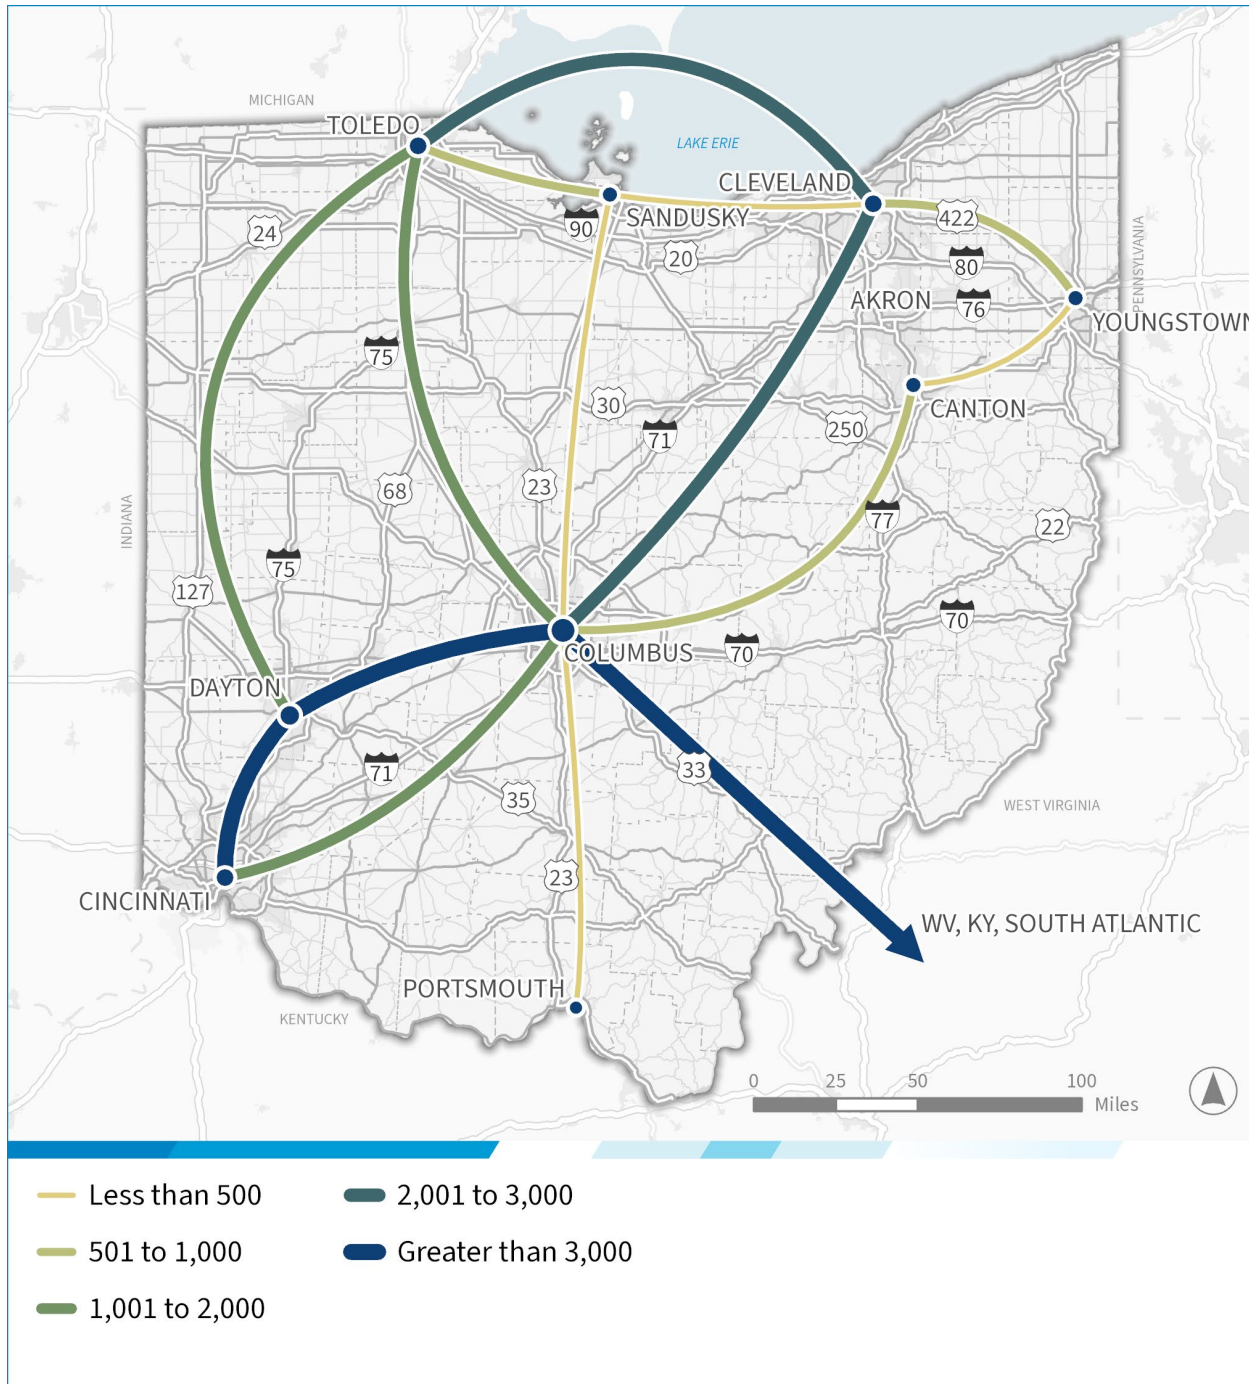 MICHIGAN
TOLEDO
LAKE ERIE
CLEVELAND
SANDUSKY
90
422
24
20
80
PENNSYLVANIA
AKRON
76
YOUNGSTOWN
75
30
CANTON
250
71
68
23
77
22
INDIANA
75
127
70
70
COLUMBUS
DAYTON
71
33
35
WEST VIRGINIA
23
CINCINNATI
WV, KY, SOUTH ATLANTIC
PORTSMOUTH
KENTUCKY
0 25 50 100
Miles
Less than 500
501 to 1,000
1,001 to 2,000
2,001 to 3,000
Greater than 3,000